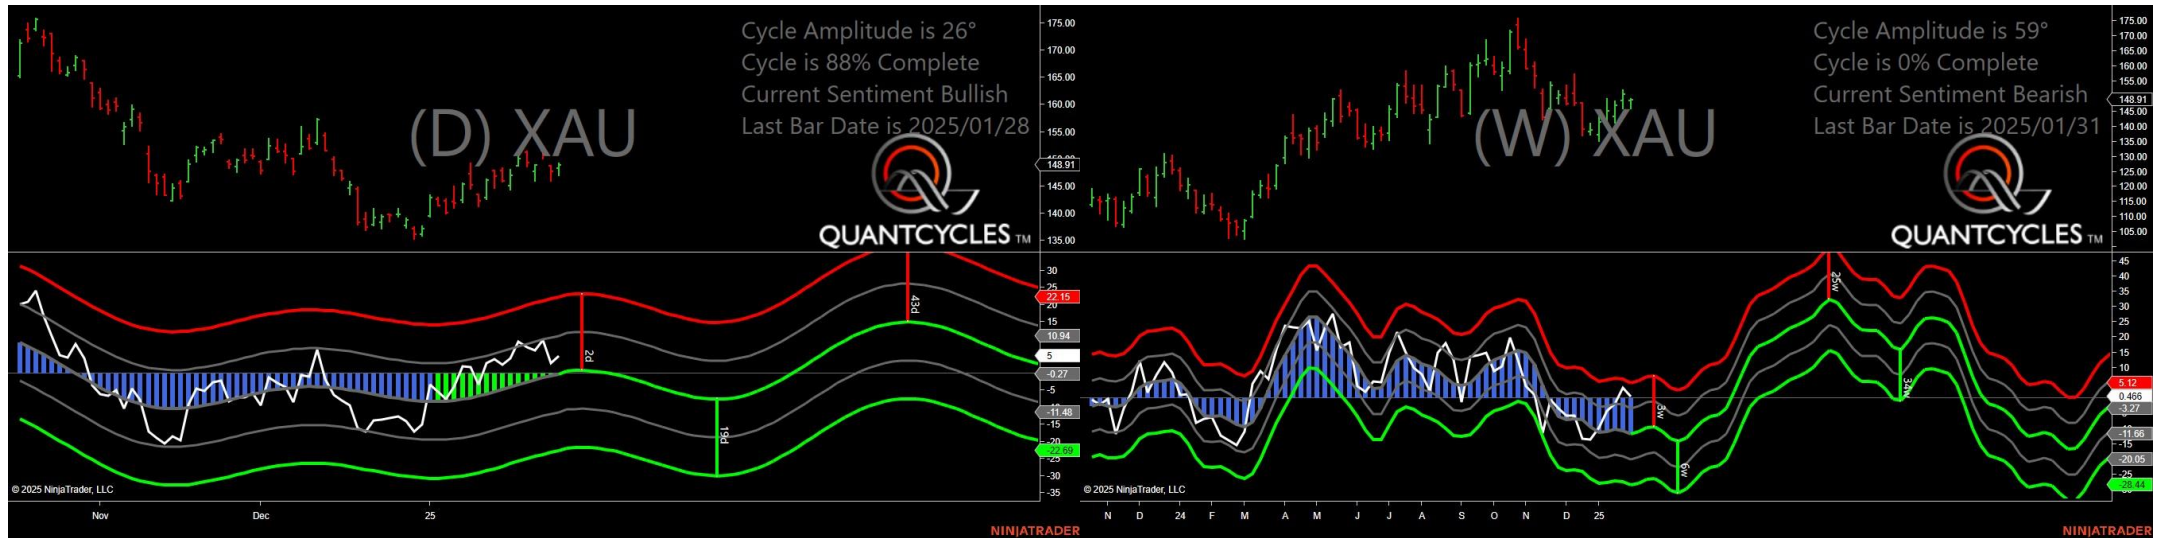 Cycle Amplitude is 26°
Cycle is 88% Complete
Current Sentiment Bullish
Last Bar Date is 2025/01/28
(D) XAU
QUANTCYCLES TM
175.00
170.00
165.00
160.00
155.00
148.91
145.00
140.00
135.00
30
25
22.15
20
15
10.94
5
-0.27
-5
-11.48
-15
-20
-22.69
-25
-30
-35
2d
19d
43d
© 2025 NinjaTrader, LLC
Nov
Dec
25
NINJATRADER
Cycle Amplitude is 59°
Cycle is 0% Complete
Current Sentiment Bearish
Last Bar Date is 2025/01/31
(W) XAU
QUANTCYCLES TM
175.00
170.00
165.00
160.00
155.00
148.91
145.00
140.00
135.00
130.00
125.00
120.00
115.00
110.00
105.00
45
40
35
30
25
20
15
10
5.12
0.466
-3.27
-11.66
-15
-20.05
-25
-28.44
3w
6w
25w
34w
© 2025 NinjaTrader, LLC
N D 24 F M A M J J A S O N D 25
NINJATRADER